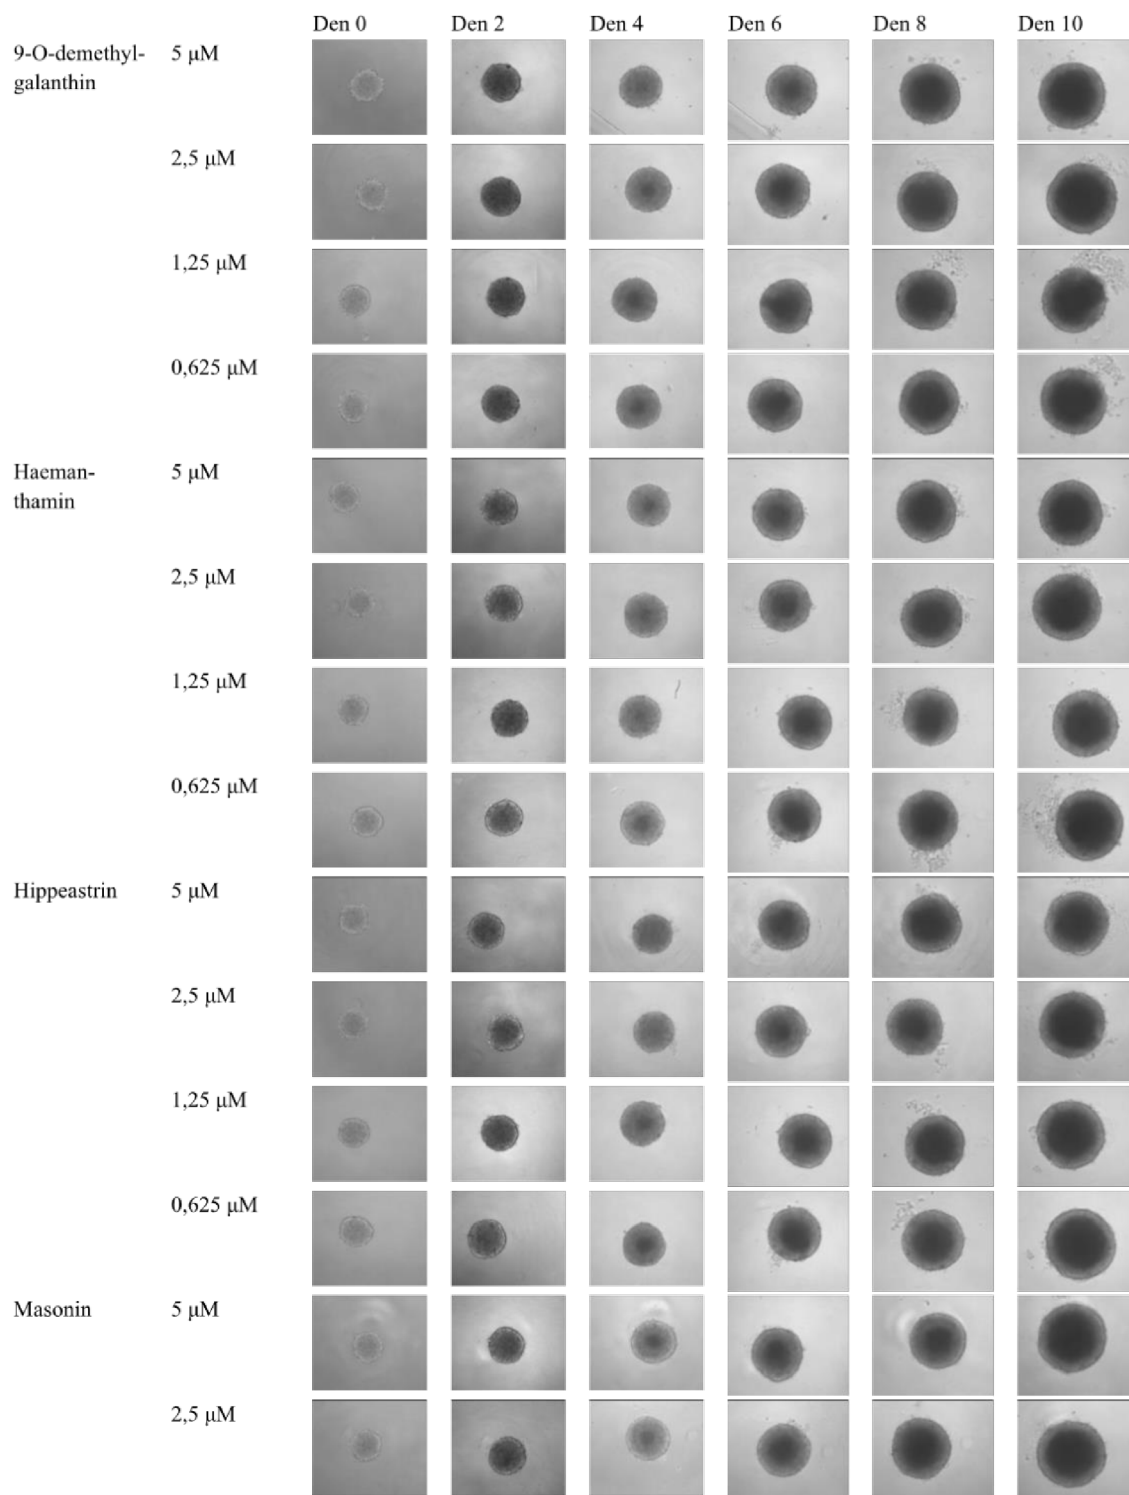 Den 0 Den 2 Den 4 Den 6 Den 8 Den 10
9-O-demethyl- 5 μM
galanthin
2,5 μM
1,25 μM
0,625 μM
Haeman- 5 μM
thamin
2,5 μM
1,25 μM
0,625 μM
Hippeastrin 5 μM
2,5 μM
1,25 μM
0,625 μM
Masonin 5 μM
2,5 μM